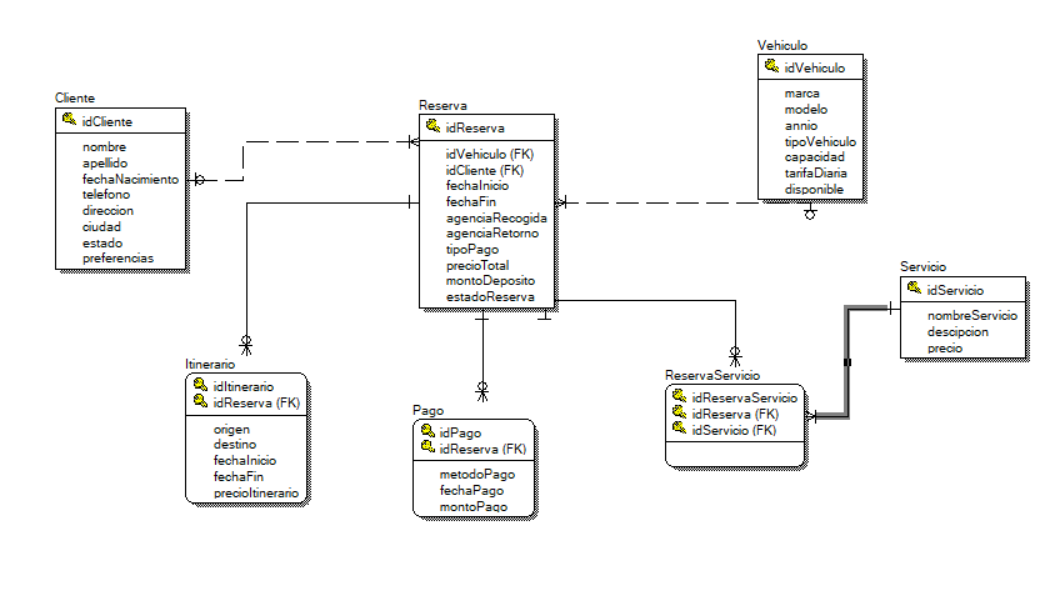 Cliente
idCliente
nombre
apellido
fechaNacimiento
telefono
direccion
ciudad
estado
preferencias
Reserva
idReserva
idVehiculo (FK)
idCliente (FK)
fechaInicio
fechaFin
agenciaRecogida
agenciaRetorno
tipoPago
precioTotal
montoDeposito
estadoReserva
Vehiculo
idVehiculo
marca
modelo
annio
tipoVehiculo
capacidad
tarifaDiaria
disponible
Servicio
idServicio
nombreServicio
descipcion
precio
Itinerario
idItinerario
idReserva (FK)
origen
destino
fechaInicio
fechaFin
precioItinerario
Pago
idPago
idReserva (FK)
metodoPago
fechaPago
montoPago
ReservaServicio
idReservaServicio
idReserva (FK)
idServicio (FK)